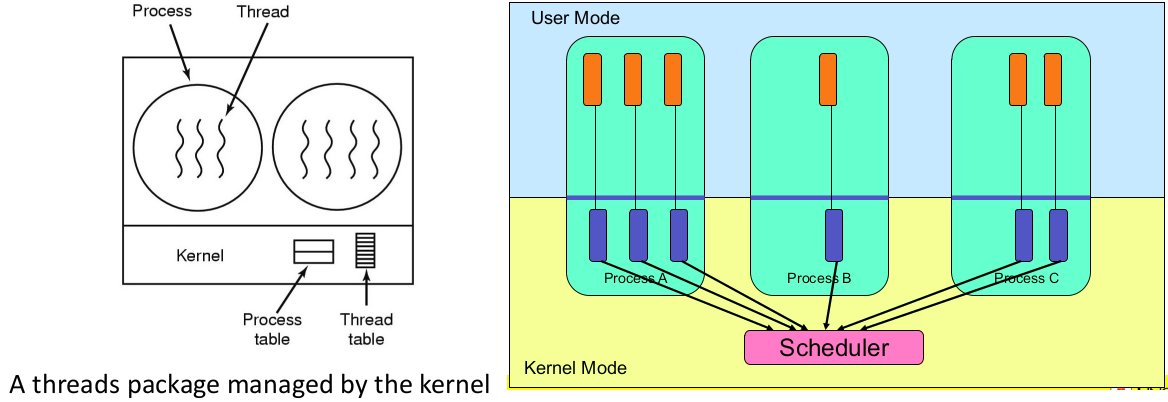 Process
Thread
Kernel
Process
table
Thread
table
A threads package managed by the kernel
User Mode
Process A
Process B
Process C
Scheduler
Kernel Mode